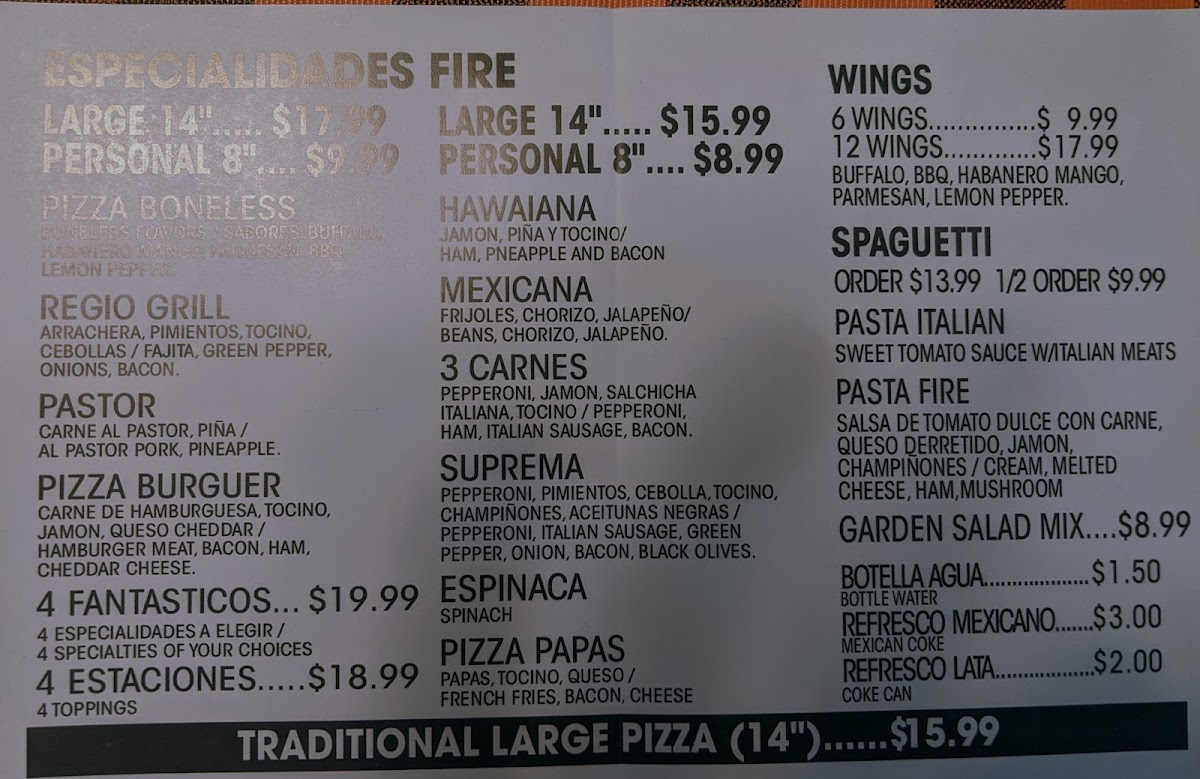 ESPECIALIDADES FIRE
LARGE 14"..... $17.99
PERSONAL 8".... $9.99
PIZZA BONELESS
BONELESS FLAVORS / SABORES: BUFFALO,
HABANERO MANGO, PARMESAN, BBQ,
LEMON PEPPER.
REGIO GRILL
ARRACHERA, PIMIENTOS, TOCINO,
CEBOLLAS / FAJITA, GREEN PEPPER,
ONIONS, BACON.
PASTOR
CARNE AL PASTOR, PIÑA /
AL PASTOR PORK, PINEAPPLE.
PIZZA BURGUER
CARNE DE HAMBURGUESA, TOCINO,
JAMON, QUESO CHEDDAR /
HAMBURGER MEAT, BACON, HAM,
CHEDDAR CHEESE.
4 FANTASTICOS... $19.99
4 ESPECIALIDADES A ELEGIR /
4 SPECIALTIES OF YOUR CHOICES
4 ESTACIONES.....$18.99
4 TOPPINGS
LARGE 14"..... $15.99
PERSONAL 8".... $8.99
HAWAIANA
JAMON, PIÑA Y TOCINO/
HAM, PNEAPPLE AND BACON
MEXICANA
FRIJOLES, CHORIZO, JALAPEÑO/
BEANS, CHORIZO, JALAPEÑO.
3 CARNES
PEPPERONI, JAMON, SALCHICHA
ITALIANA, TOCINO / PEPPERONI,
HAM, ITALIAN SAUSAGE, BACON.
SUPREMA
PEPPERONI, PIMIENTOS, CEBOLLA, TOCINO,
CHAMPIÑONES, ACEITUNAS NEGRAS /
PEPPERONI, ITALIAN SAUSAGE, GREEN
PEPPER, ONION, BACON, BLACK OLIVES.
ESPINACA
SPINACH
PIZZA PAPAS
PAPAS, TOCINO, QUESO /
FRENCH FRIES, BACON, CHEESE
WINGS
6 WINGS................$ 9.99
12 WINGS.............$17.99
BUFFALO, BBQ, HABANERO MANGO,
PARMESAN, LEMON PEPPER.
SPAGUETTI
ORDER $13.99 1/2 ORDER $9.99
PASTA ITALIAN
SWEET TOMATO SAUCE W/ITALIAN MEATS
PASTA FIRE
SALSA DE TOMATO DULCE CON CARNE,
QUESO DERRETIDO, JAMON,
CHAMPIÑONES / CREAM, MELTED
CHEESE, HAM,MUSHROOM
GARDEN SALAD MIX....$8.99
BOTELLA AGUA...................$1.50
BOTTLE WATER
REFRESCO MEXICANO.......$3.00
MEXICAN COKE
REFRESCO LATA..................$2.00
COKE CAN
TRADITIONAL LARGE PIZZA (14")......$15.99